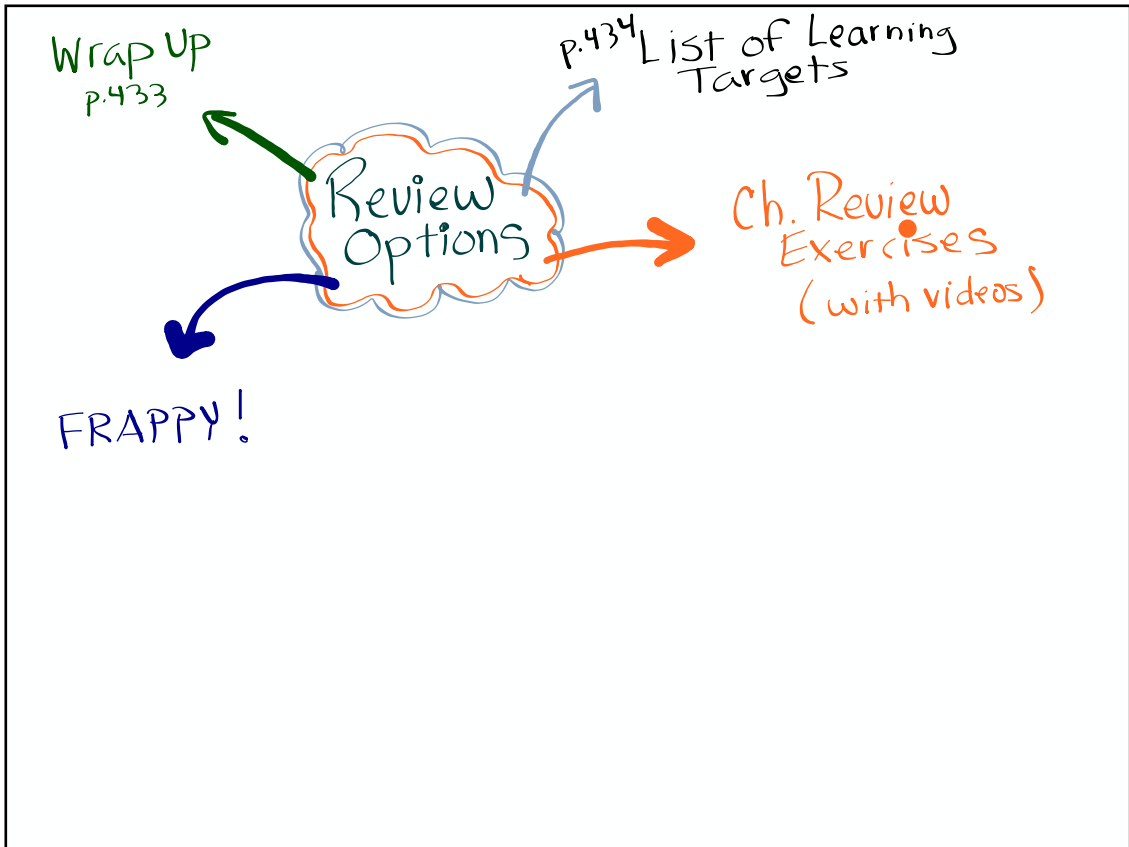 Wrap Up
p.433
p.434 List of Learning
Targets
Review
Options
Ch. Review
Exercises
(with videos)
FRAPPY!